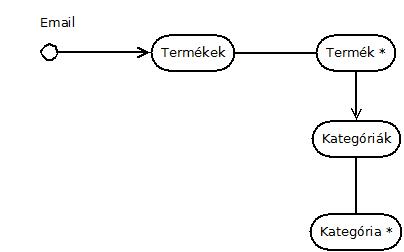 Email
Termékek
Termék *
Kategóriák
Kategória *